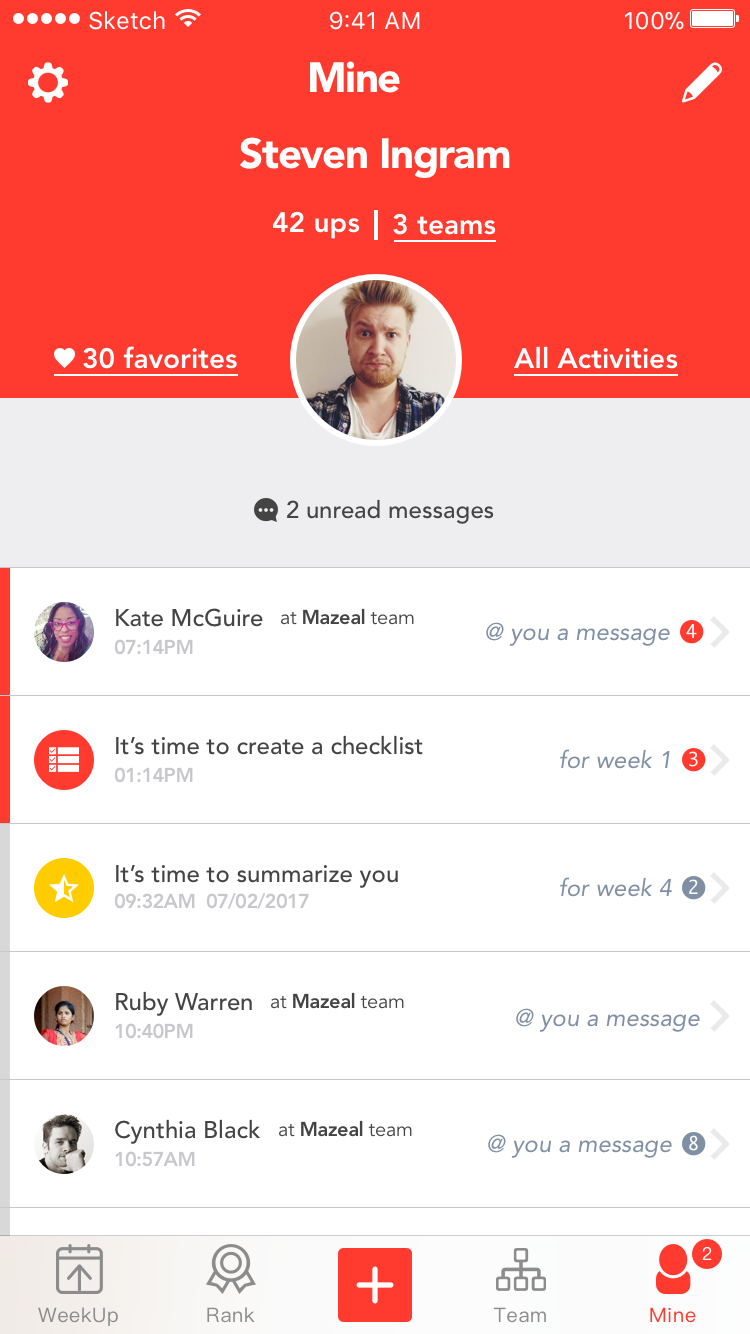 Sketch 9:41 AM 100%
Mine
Steven Ingram
42 ups | 3 teams
30 favorites All Activities
2 unread messages
Kate McGuire at Mazeal team
07:14PM
@ you a message 4
It’s time to create a checklist
01:14PM
for week 1 3
It’s time to summarize you
09:32AM 07/02/2017
for week 4 2
Ruby Warren at Mazeal team
10:40PM
@ you a message
Cynthia Black at Mazeal team
10:57AM
@ you a message 8
2
WeekUp Rank Team Mine